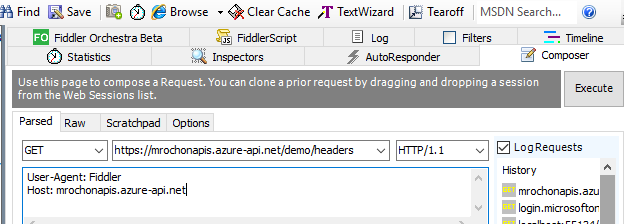 Find Save Browse Clear Cache TextWizard Tearoff MSDN Search...
FO Fiddler Orchestra Beta FiddlerScript Log Filters Timeline
Statistics Inspectors AutoResponder Composer
Use this page to compose a Request. You can clone a prior request by dragging and dropping a session
from the Web Sessions list.
Execute
Parsed Raw Scratchpad Options
GET https://mrochonapis.azure-api.net/demo/headers HTTP/1.1
Log Requests
User-Agent: Fiddler
Host: mrochonapis.azure-api.net
History
GET mrochonapis.az
GET login.microsofton